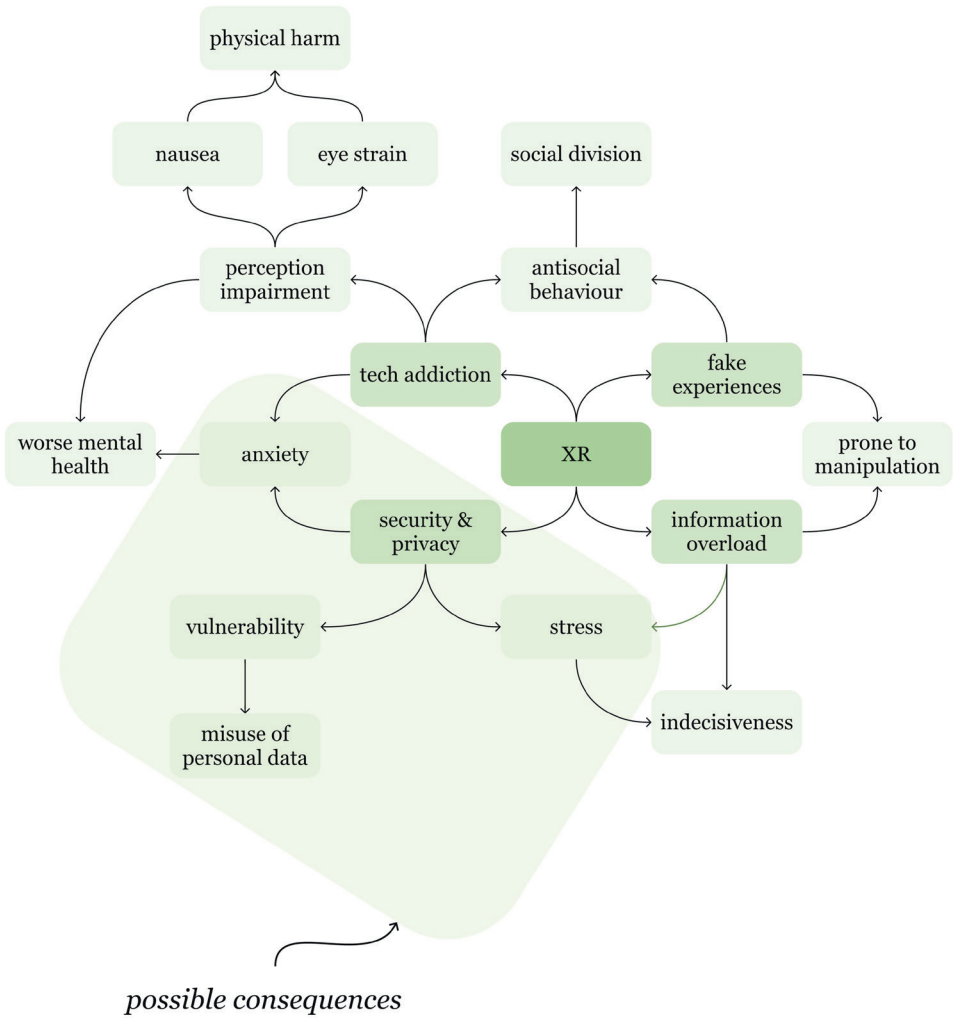 physical harm
nausea
eye strain
social division
perception
impairment
antisocial
behaviour
tech addiction
fake
experiences
worse mental
health
anxiety
XR
prone to
manipulation
security &
privacy
information
overload
vulnerability
stress
misuse of
personal data
indecisiveness
possible consequences